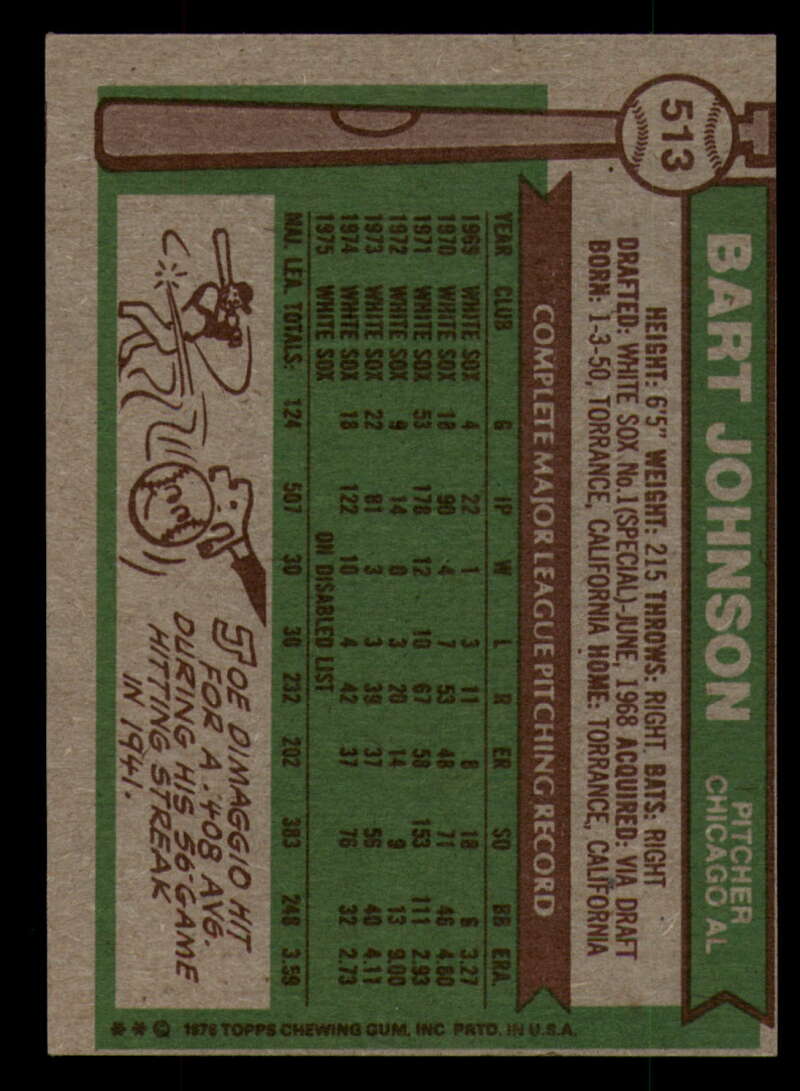 513
BART JOHNSON
PITCHER
CHICAGO AL
HEIGHT: 6'5" WEIGHT: 215 THROWS: RIGHT BATS: RIGHT
DRAFTED: WHITE SOX No.1(SPECIAL)-JUNE, 1968 ACQUIRED: VIA DRAFT
BORN: 1-3-50, TORRANCE, CALIFORNIA HOME: TORRANCE, CALIFORNIA
COMPLETE MAJOR LEAGUE PITCHING RECORD
YEAR CLUB G IP W L R ER SO BB ERA.
1969 WHITE SOX 4 22 1 3 11 8 18 6 3.27
1970 WHITE SOX 18 90 4 7 53 48 71 46 4.80
1971 WHITE SOX 53 178 12 10 67 58 153 111 2.93
1972 WHITE SOX 9 14 0 3 20 14 9 13 9.00
1973 WHITE SOX 22 81 3 3 39 37 56 40 4.11
1974 WHITE SOX 18 122 10 4 42 37 76 32 2.73
1975 WHITE SOX ON DISABLED LIST
MAJ. LEA. TOTALS: 124 507 30 30 232 202 383 248 3.59
JOE DIMAGGIO HIT
FOR A .408 AVG.
DURING HIS 56-GAME
HITTING STREAK
IN 1941.
** © 1976 TOPPS CHEWING GUM, INC PRTD. IN U.S.A.